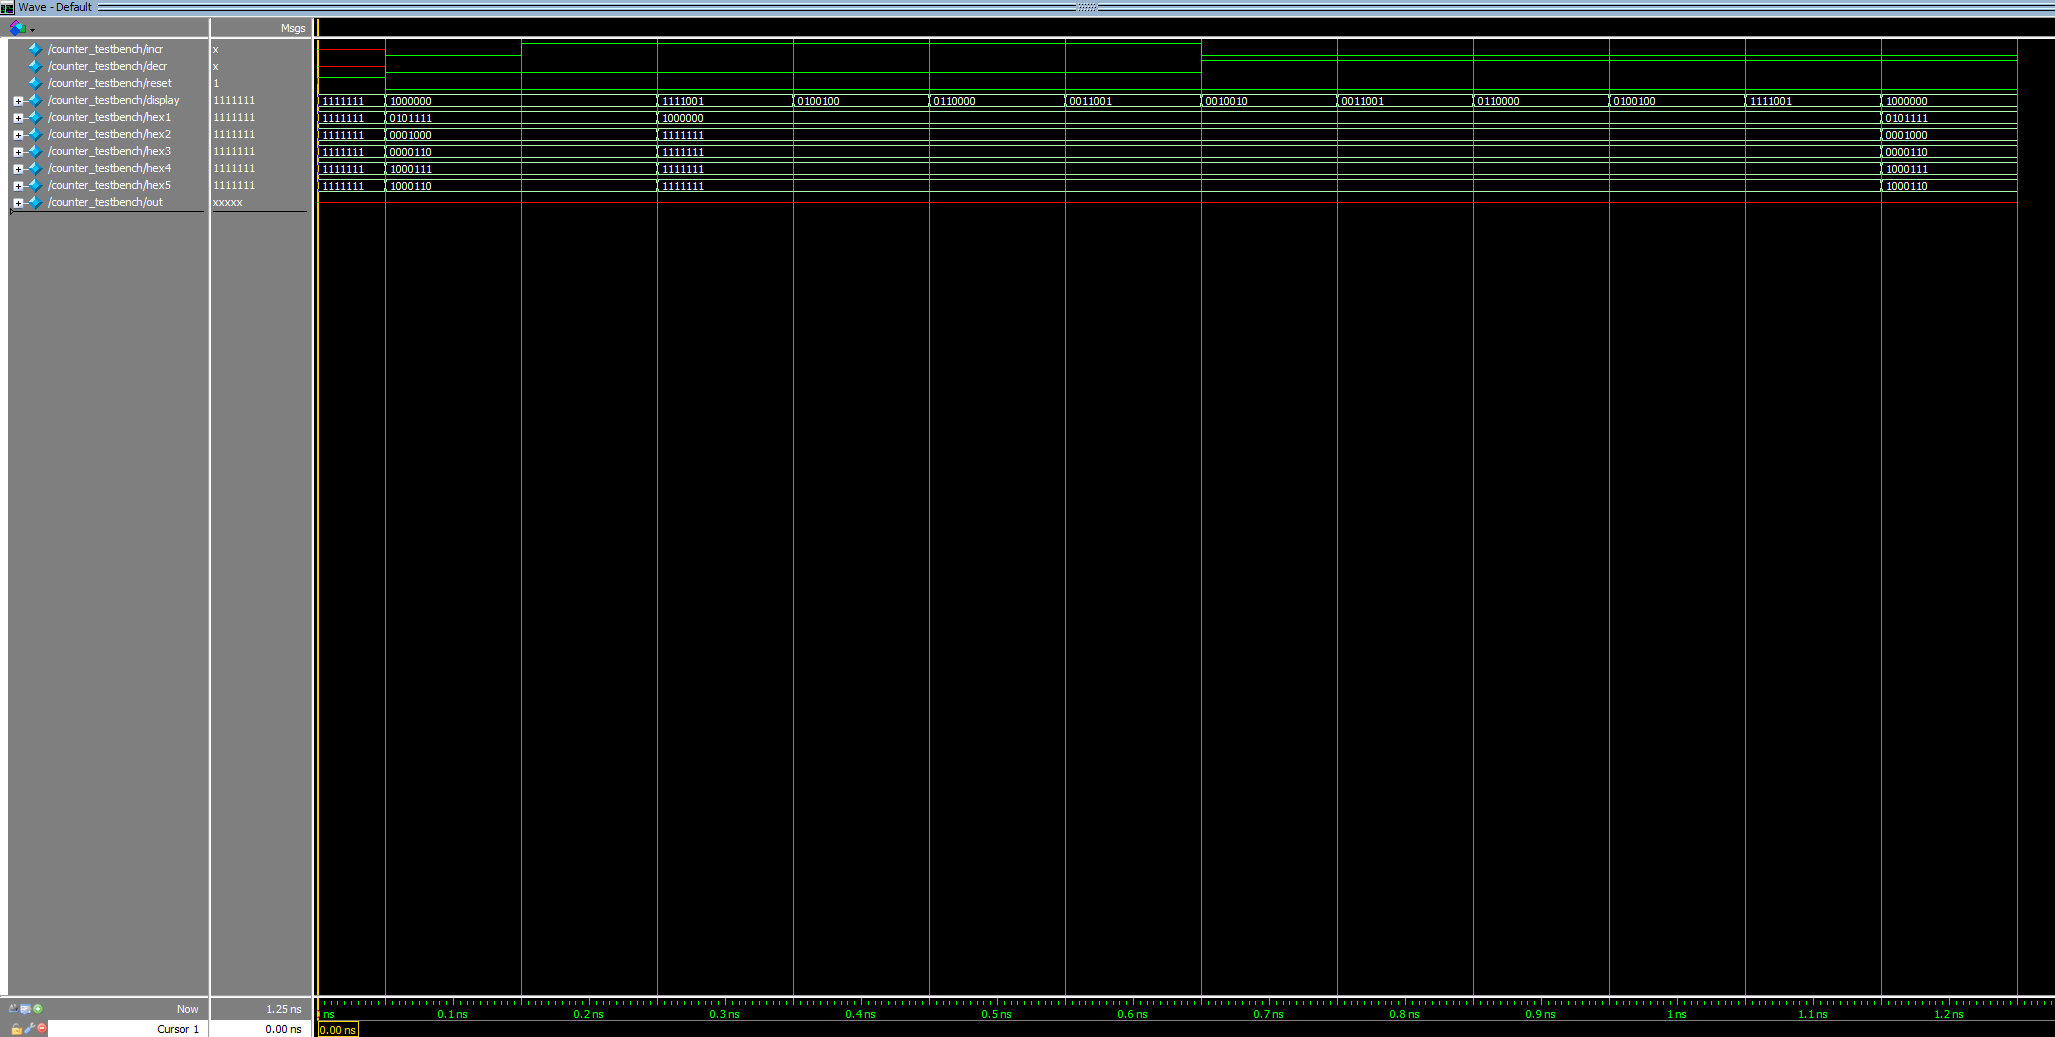 Wave - Default
Msgs
/counter_testbench/incr x
/counter_testbench/decr x
/counter_testbench/reset 1
/counter_testbench/display 1111111 1111111 1000000 1111001 0100100 0110000 0011001 0010010 0011001 0110000 0100100 1111001 1000000
/counter_testbench/hex1 1111111 1111111 0101111 1000000 0101111
/counter_testbench/hex2 1111111 1111111 0001000 1111111 0001000
/counter_testbench/hex3 1111111 1111111 0000110 1111111 0000110
/counter_testbench/hex4 1111111 1111111 1000111 1111111 1000111
/counter_testbench/hex5 1111111 1111111 1000110 1111111 1000110
/counter_testbench/out xxxxx
Now 1.25 ns ns 0.1 ns 0.2 ns 0.3 ns 0.4 ns 0.5 ns 0.6 ns 0.7 ns 0.8 ns 0.9 ns 1 ns 1.1 ns 1.2 ns
Cursor 1 0.00 ns 0.00 ns